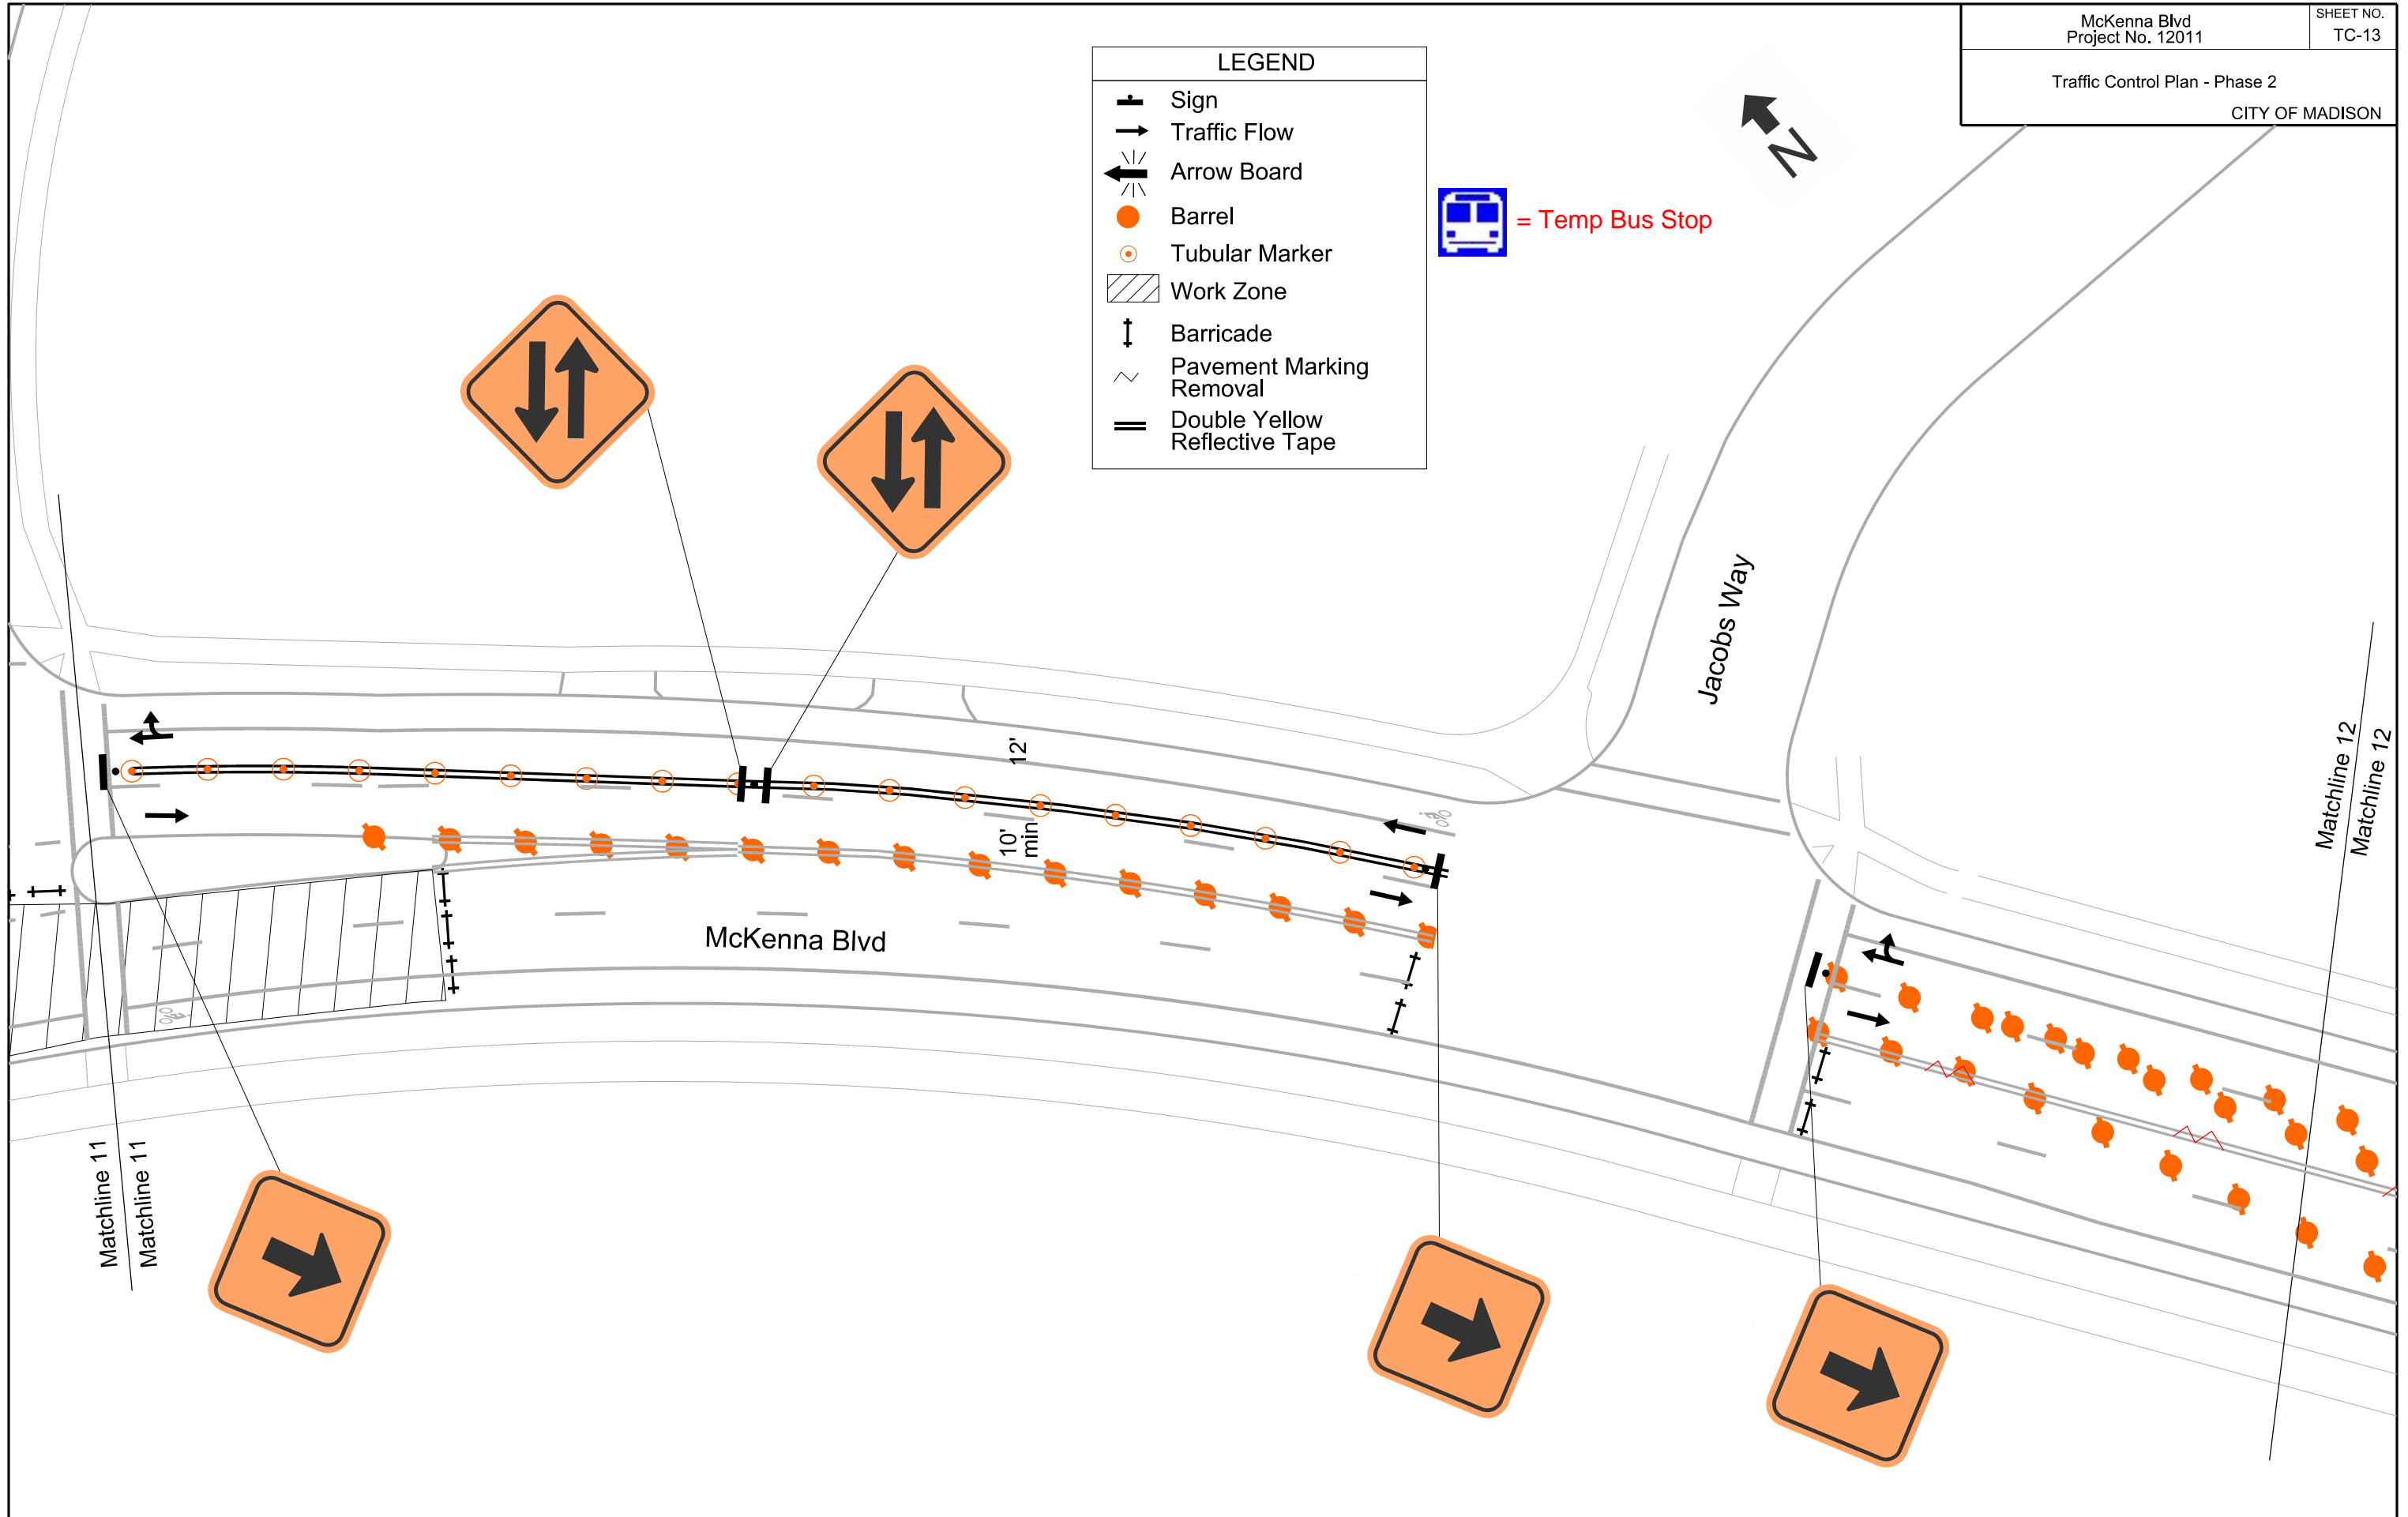 McKenna Blvd
Project No. 12011
SHEET NO.
TC-13
Traffic Control Plan - Phase 2
CITY OF MADISON
LEGEND
Sign
Traffic Flow
Arrow Board
Barrel
Tubular Marker
Work Zone
Barricade
Pavement Marking
Removal
Double Yellow
Reflective Tape
= Temp Bus Stop
N
Jacobs Way
12'
10'
min
McKenna Blvd
Matchline 11
Matchline 11
Matchline 12
Matchline 12